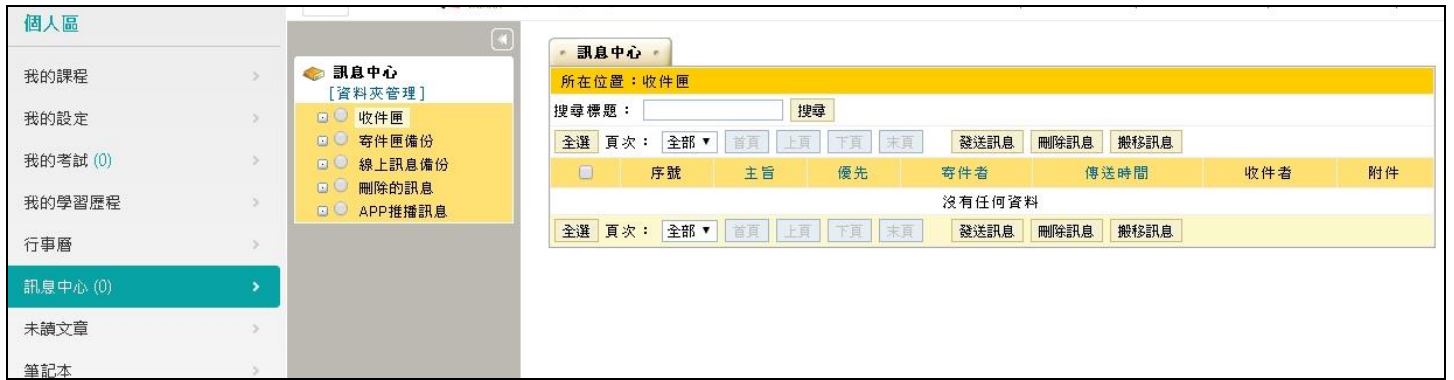 個人區
我的課程
我的設定
我的考試 (0)
我的學習歷程
行事曆
訊息中心 (0)
未讀文章
筆記本
訊息中心
[資料夾管理]
收件匣
寄件匣備份
線上訊息備份
刪除的訊息
APP推播訊息
訊息中心
所在位置：收件匣
搜尋標題： 搜尋
全選 頁次： 全部 首頁 上頁 下頁 末頁 發送訊息 刪除訊息 搬移訊息
序號 主旨 優先 寄件者 傳送時間 收件者 附件
沒有任何資料
全選 頁次： 全部 首頁 上頁 下頁 末頁 發送訊息 刪除訊息 搬移訊息